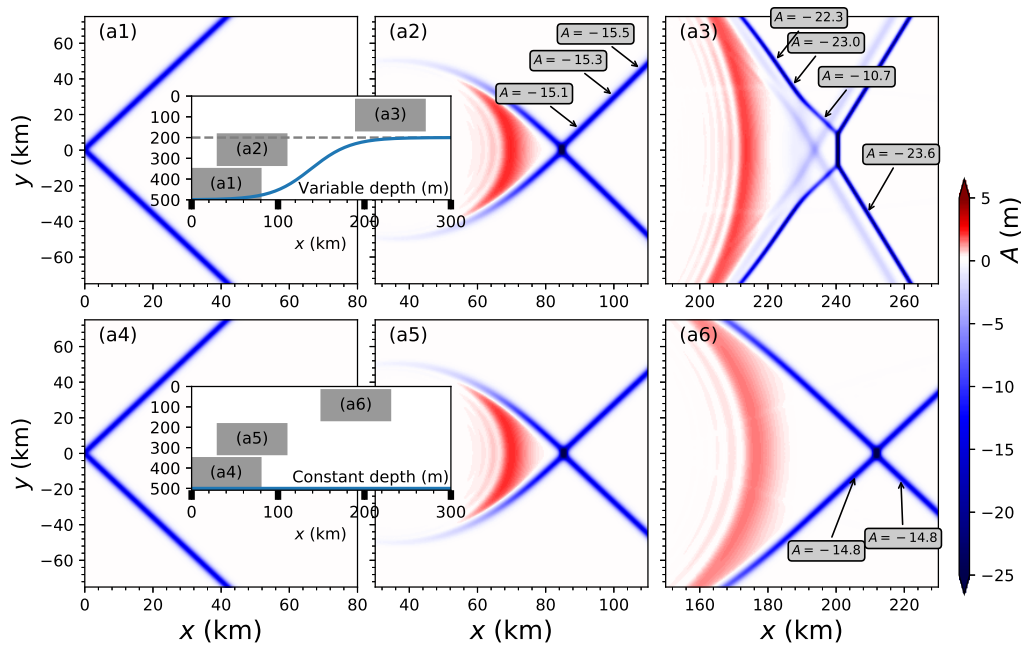 (a1)
60
40
20
0
−20
−40
−60
y (km)
0 20 40 60 80
0
100
200
300
400
500
(a3)
(a2)
(a1)
Variable depth (m)
0 100 200 300
x (km)
(a2)
A = −15.5
A = −15.3
A = −15.1
0 40 60 80 100
(a3)
A = −22.3
A = −23.0
A = −10.7
A = −23.6
200 220 240 260
5
0
−5
−10
−15
−20
−25
A (m)
(a4)
60
40
20
0
−20
−40
−60
y (km)
0 20 40 60 80
x (km)
0
100
200
300
400
500
(a6)
(a5)
(a4)
Constant depth (m)
0 100 200 300
x (km)
(a5)
40 60 80 100
x (km)
(a6)
A = −14.8
A = −14.8
160 180 200 220
x (km)